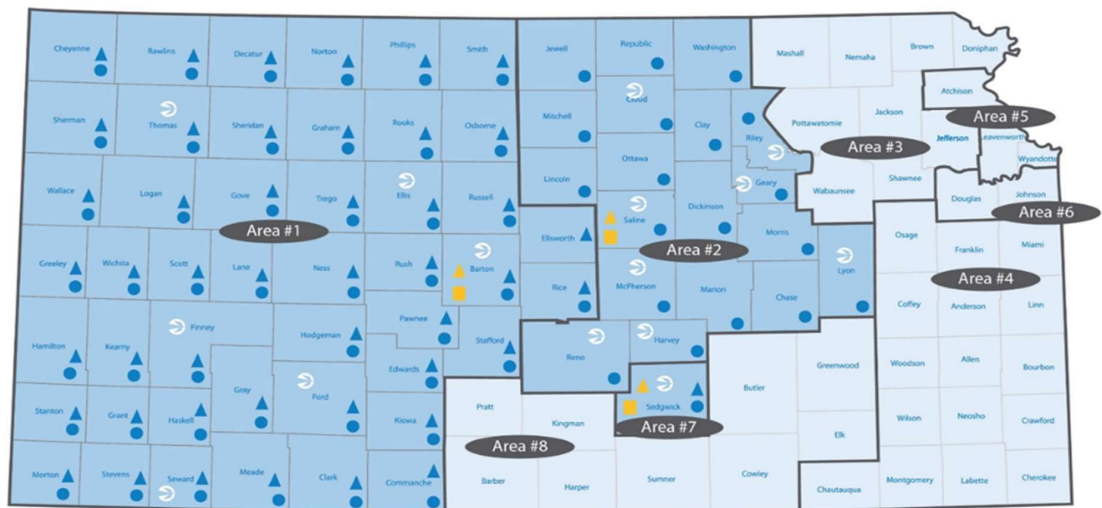 Cheyenne
Rawlins
Decatur
Norton
Phillips
Smith
Jewell
Republic
Washington
Mashall
Nemaha
Brown
Doniphan
Atchison
Sherman
Thomas
Sheridan
Graham
Rooks
Osborne
Mitchell
Cloud
Clay
Riley
Pottawatomie
Jackson
Area #5
Jefferson
Leavenworth
Area #3
Wyandotte
Wallace
Logan
Gove
Trego
Ellis
Russell
Lincoln
Ottawa
Geary
Wabaunsee
Shawnee
Douglas
Johnson
Area #6
Area #1
Ellsworth
Saline
Dickinson
Area #2
Morris
Osage
Franklin
Miami
Area #4
Greeley
Wichita
Scott
Lane
Ness
Rush
Barton
Rice
McPherson
Marion
Chase
Lyon
Coffey
Anderson
Linn
Hamilton
Kearny
Finney
Hodgeman
Pawnee
Stafford
Edwards
Reno
Harvey
Greenwood
Woodson
Allen
Bourbon
Stanton
Grant
Haskell
Gray
Ford
Kiowa
Pratt
Kingman
Sedgwick
Area #7
Butler
Elk
Wilson
Neosho
Crawford
Area #8
Morton
Stevens
Seward
Meade
Clark
Commanche
Barber
Harper
Sumner
Cowley
Chautauqua
Montgomery
Labette
Cherokee